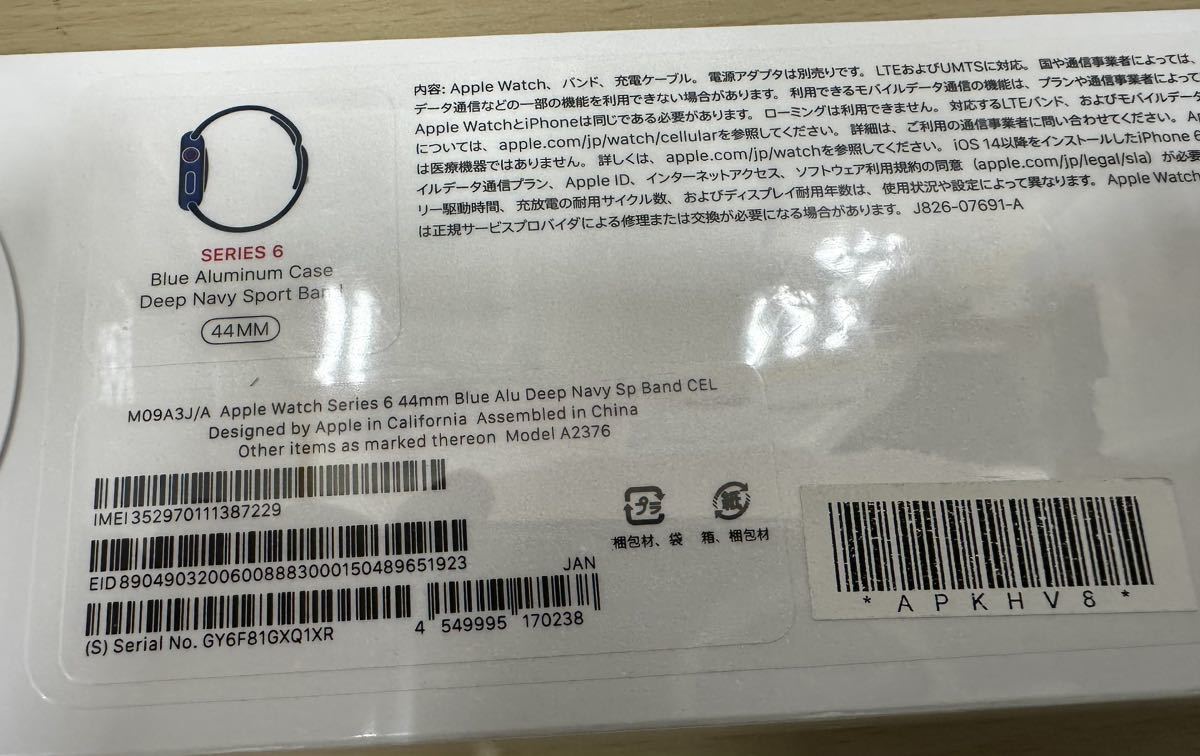 内容: Apple Watch、バンド、充電ケーブル。電源アダプタは別売りです。LTEおよびUMTSに対応。国や通信事業者によっては、
データ通信などの一部の機能を利用できない場合があります。利用できるモバイルデータ通信の機能は、プランや通信事業者によって
Apple WatchとiPhoneは同じである必要があります。ローミングは利用できません。対応するLTEバンド、およびモバイルデータ
については、apple.com/jp/watch/cellularを参照してください。詳細は、ご利用の通信事業者に問い合わせてください。
は医療機器ではありません。詳しくは、apple.com/jp/watchを参照してください。iOS 14以降をインストールしたiPhone 6
イルデータ通信プラン、Apple ID、インターネットアクセス、ソフトウェア利用規約の同意（apple.com/jp/legal/sla）が必要
リー駆動時間、充放電の耐用サイクル数、およびディスプレイ耐用年数は、使用状況や設定によって異なります。Apple Watch
は正規サービスプロバイダによる修理または交換が必要になる場合があります。J826-07691-A
SERIES 6
Blue Aluminum Case
Deep Navy Sport Band
44MM
M09A3J/A Apple Watch Series 6 44mm Blue Alu Deep Navy Sp Band CEL
Designed by Apple in California Assembled in China
Other items as marked thereon Model A2376
IMEI 352970111387229
EID 89049032006008883000150489651923
(S) Serial No. GY6F81GXQ1XR
JAN
4 549995 170238
プラ
梱包材、袋
紙
箱、梱包材
* A P K H V 8 *